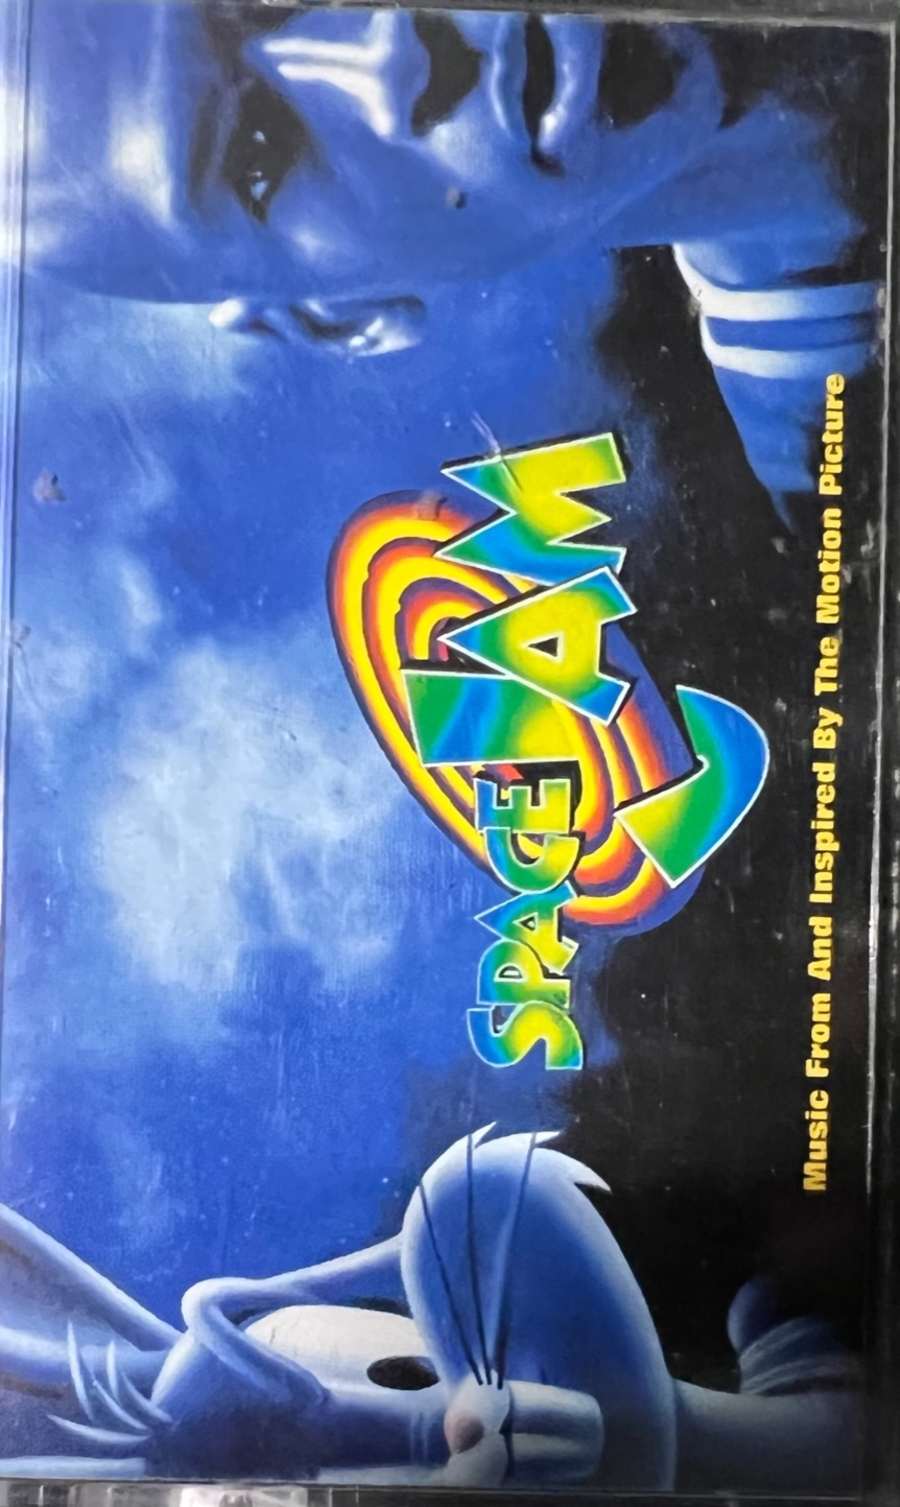 SPACE JAM
Music From And Inspired By The Motion Picture